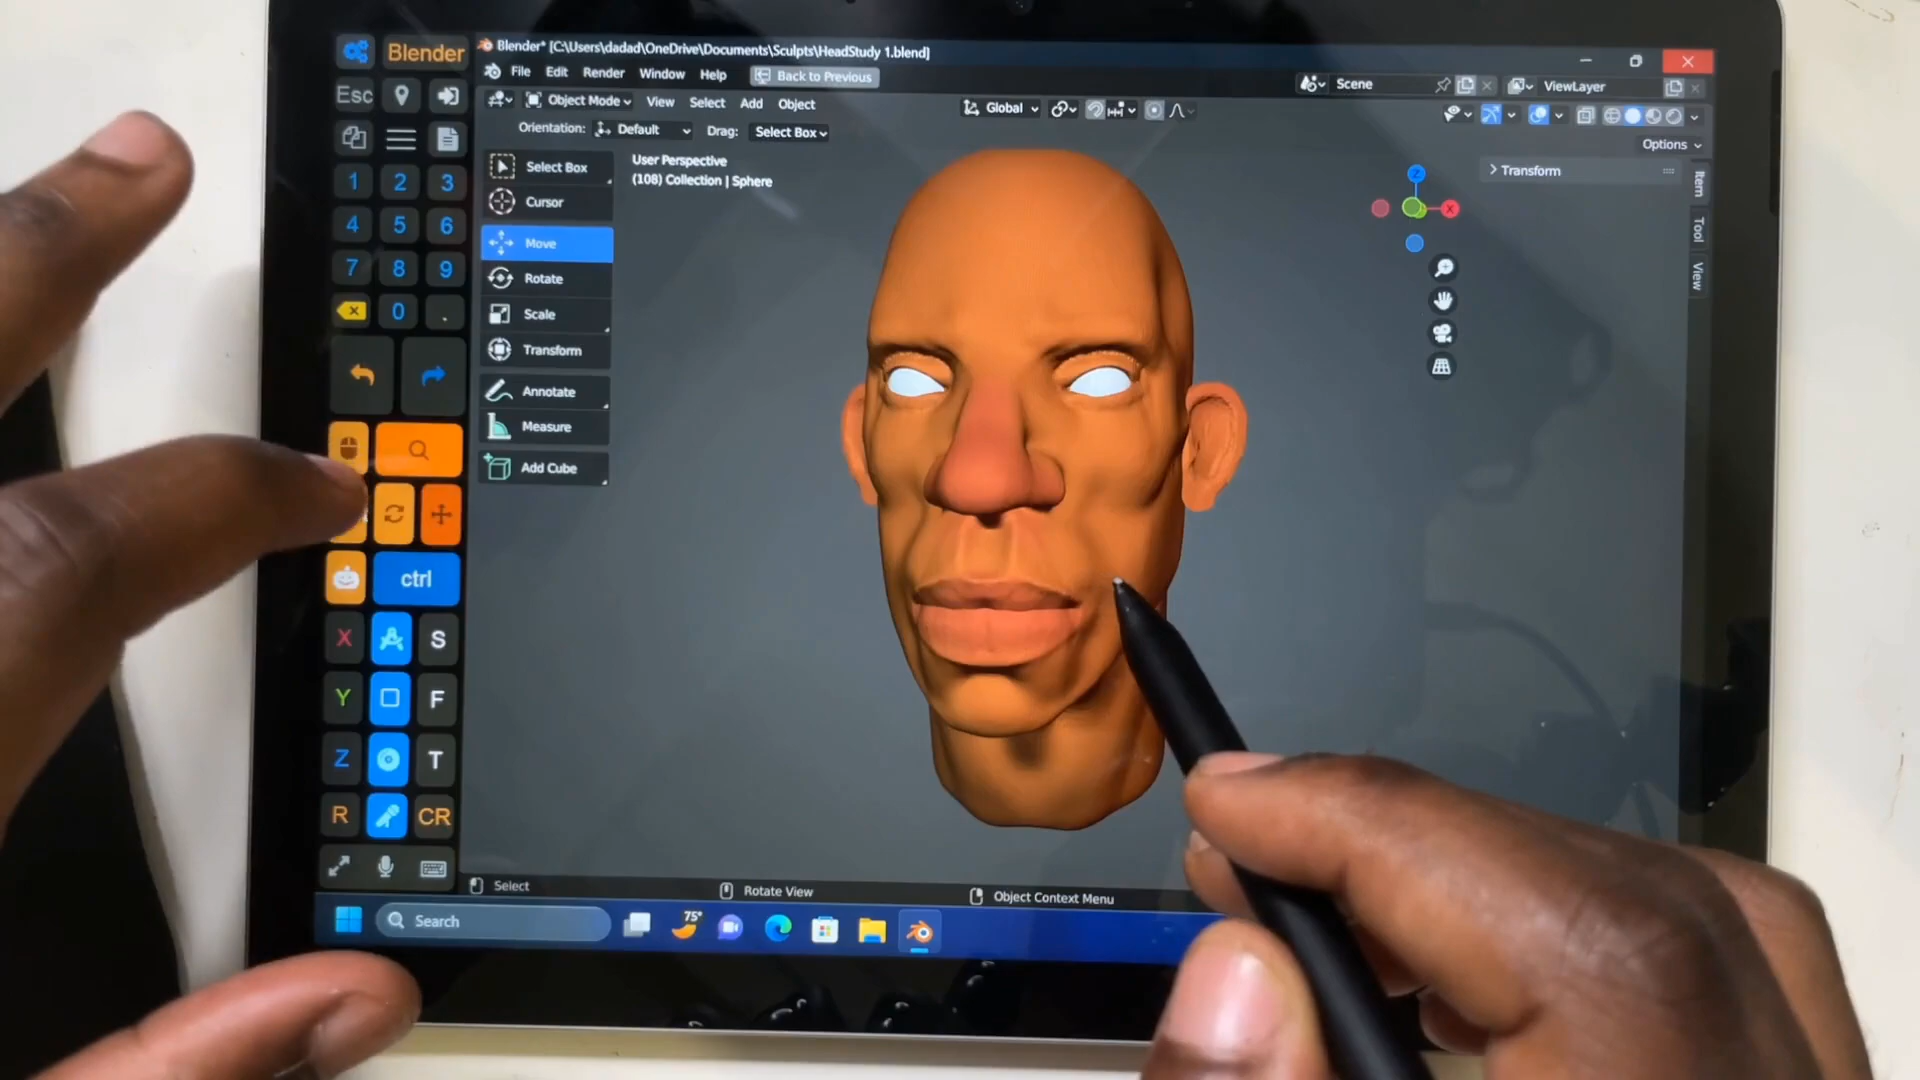 Blender
Blender* [C:\Users\dadad\OneDrive\Documents\Sculpts\HeadStudy 1.blend]
File Edit Render Window Help Back to Previous
Scene
ViewLayer
Esc
Object Mode View Select Add Object
Global
Orientation: Default Drag: Select Box
Options
User Perspective
(108) Collection | Sphere
Select Box
Cursor
Move
Rotate
Scale
Transform
Annotate
Measure
Add Cube
Transform
Item
Tool
View
Z
X
1 2 3
4 5 6
7 8 9
0 .
ctrl
X S
Y F
Z T
R CR
Select
Rotate View
Object Context Menu
Search
75°